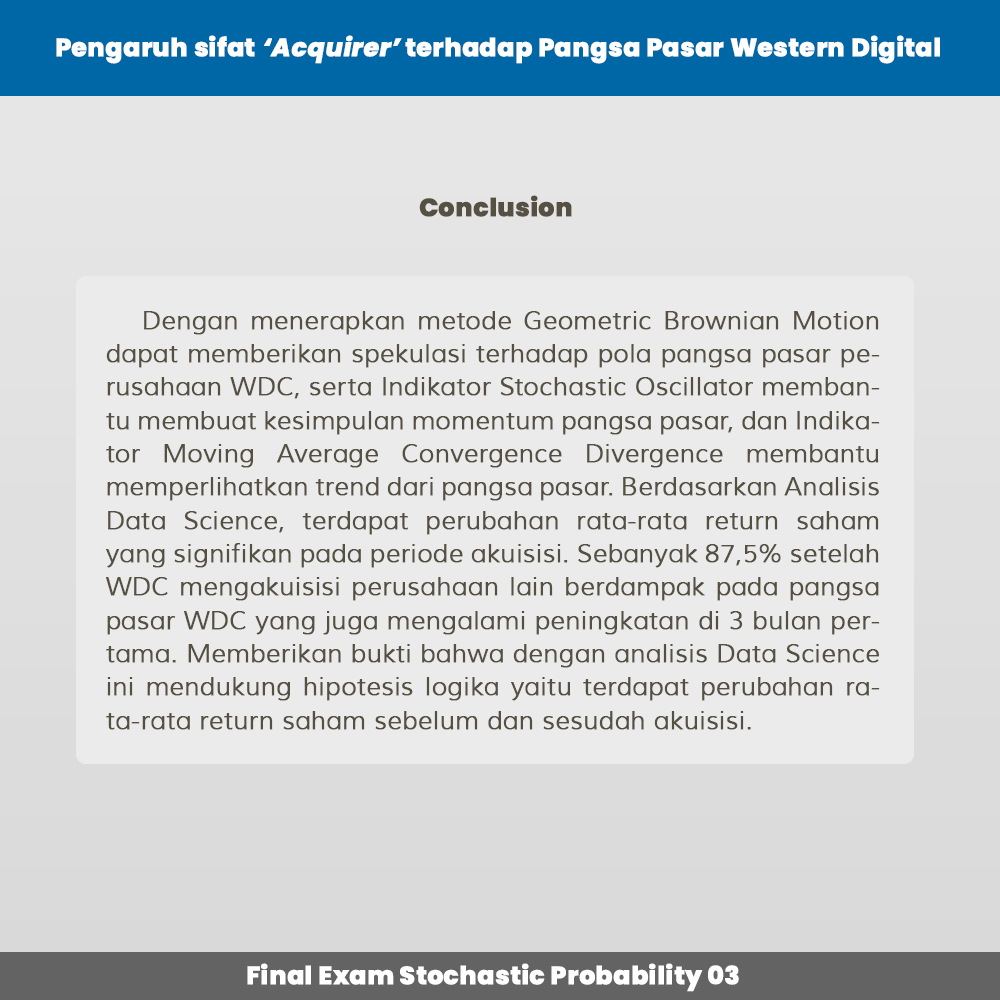 Pengaruh sifat ‘Acquirer’ terhadap Pangsa Pasar Western Digital
Conclusion
Dengan menerapkan metode Geometric Brownian Motion
dapat memberikan spekulasi terhadap pola pangsa pasar pe-
rusahaan WDC, serta Indikator Stochastic Oscillator memban-
tu membuat kesimpulan momentum pangsa pasar, dan Indika-
tor Moving Average Convergence Divergence membantu
memperlihatkan trend dari pangsa pasar. Berdasarkan Analisis
Data Science, terdapat perubahan rata-rata return saham
yang signifikan pada periode akuisisi. Sebanyak 87,5% setelah
WDC mengakuisisi perusahaan lain berdampak pada pangsa
pasar WDC yang juga mengalami peningkatan di 3 bulan per-
tama. Memberikan bukti bahwa dengan analisis Data Science
ini mendukung hipotesis logika yaitu terdapat perubahan ra-
ta-rata return saham sebelum dan sesudah akuisisi.
Final Exam Stochastic Probability 03